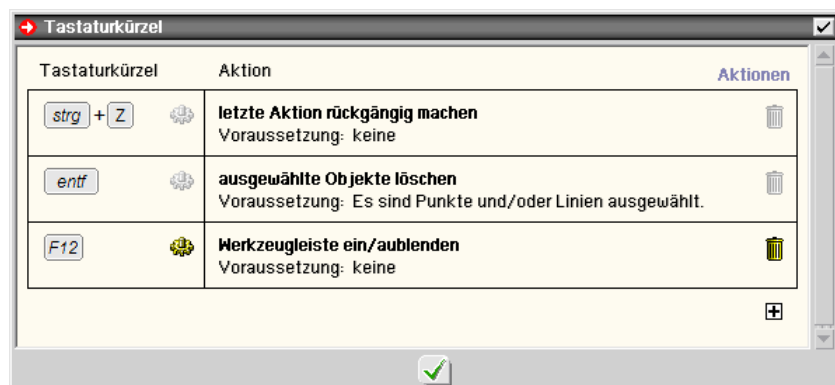 Tastaturkürzel
Tastaturkürzel Aktion Aktionen
strg + Z letzte Aktion rückgängig machen
Voraussetzung: keine
entf ausgewählte Objekte löschen
Voraussetzung: Es sind Punkte und/oder Linien ausgewählt.
F12 Werkzeugleiste ein/aublenden
Voraussetzung: keine